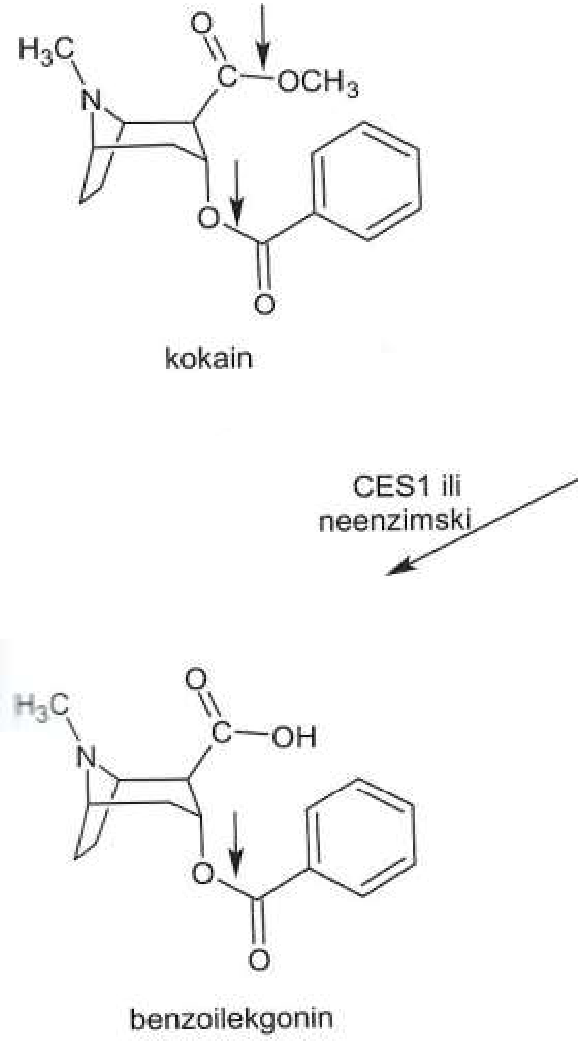 O
H₃C
C
OCH₃
N
O
O
kokain
CES1 ili
neenzimski
O
H₃C
C
OH
N
O
O
benzoilekgonin